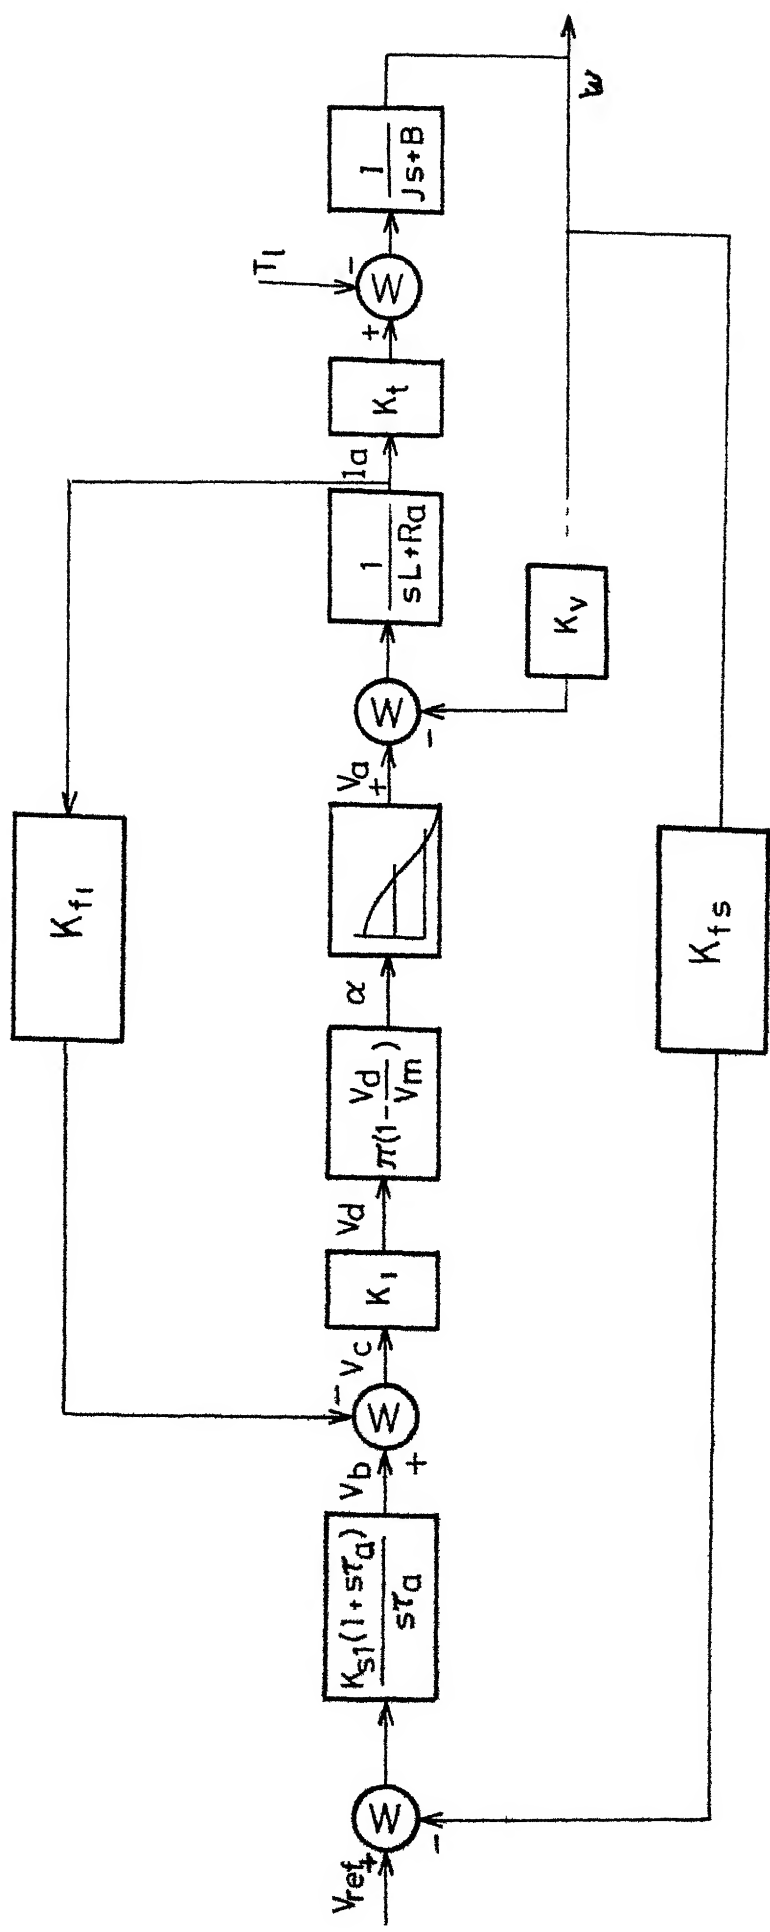 V_ref
+
-
W
K_s1(1+sτ_a)
sτ_a
V_b
+
-
W
V_c
K_1
V_d
π(1-V_d/V_m)
α
V_a
+
-
W
1
sL+R_a
I_a
K_t
+
-
T_l
W
1
Js+B
w
K_f1
K_v
K_fs